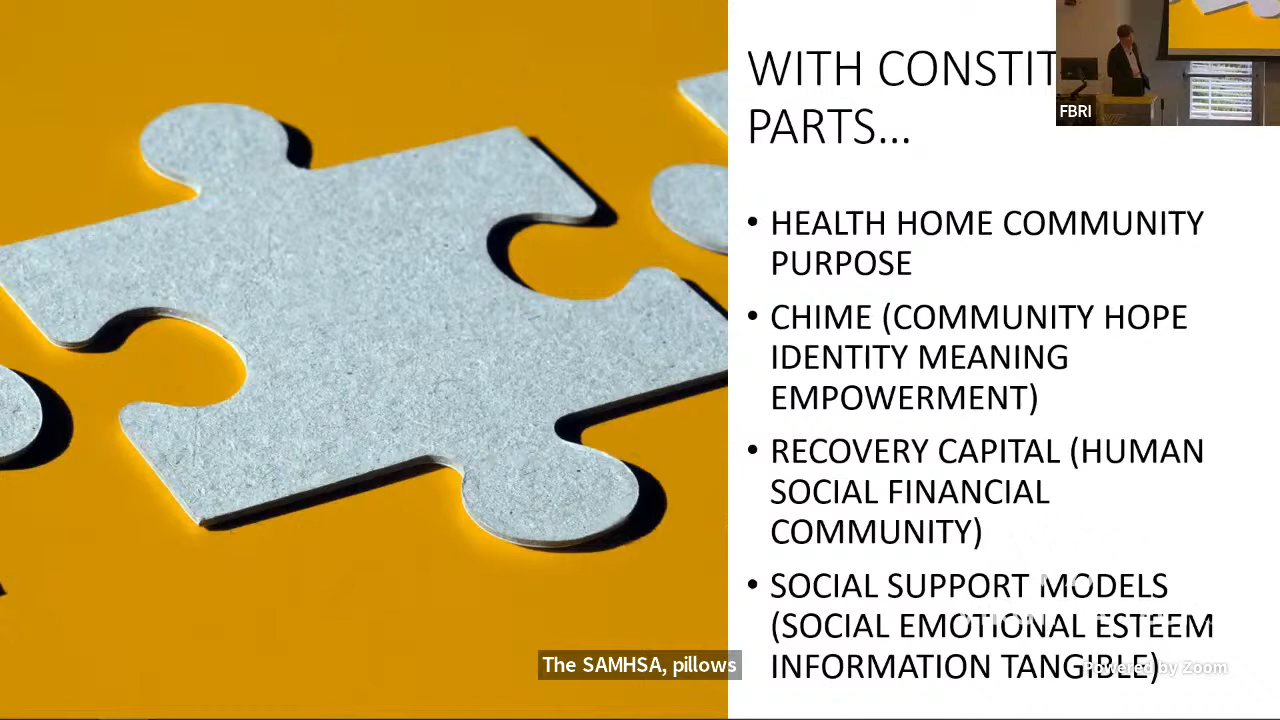 WITH CONSTIT
PARTS...
FBRI
• HEALTH HOME COMMUNITY
PURPOSE
• CHIME (COMMUNITY HOPE
IDENTITY MEANING
EMPOWERMENT)
• RECOVERY CAPITAL (HUMAN
SOCIAL FINANCIAL
COMMUNITY)
• SOCIAL SUPPORT MODELS
(SOCIAL EMOTIONAL ESTEEM
INFORMATION TANGIBLE)
The SAMHSA, pillows
Powered by Zoom